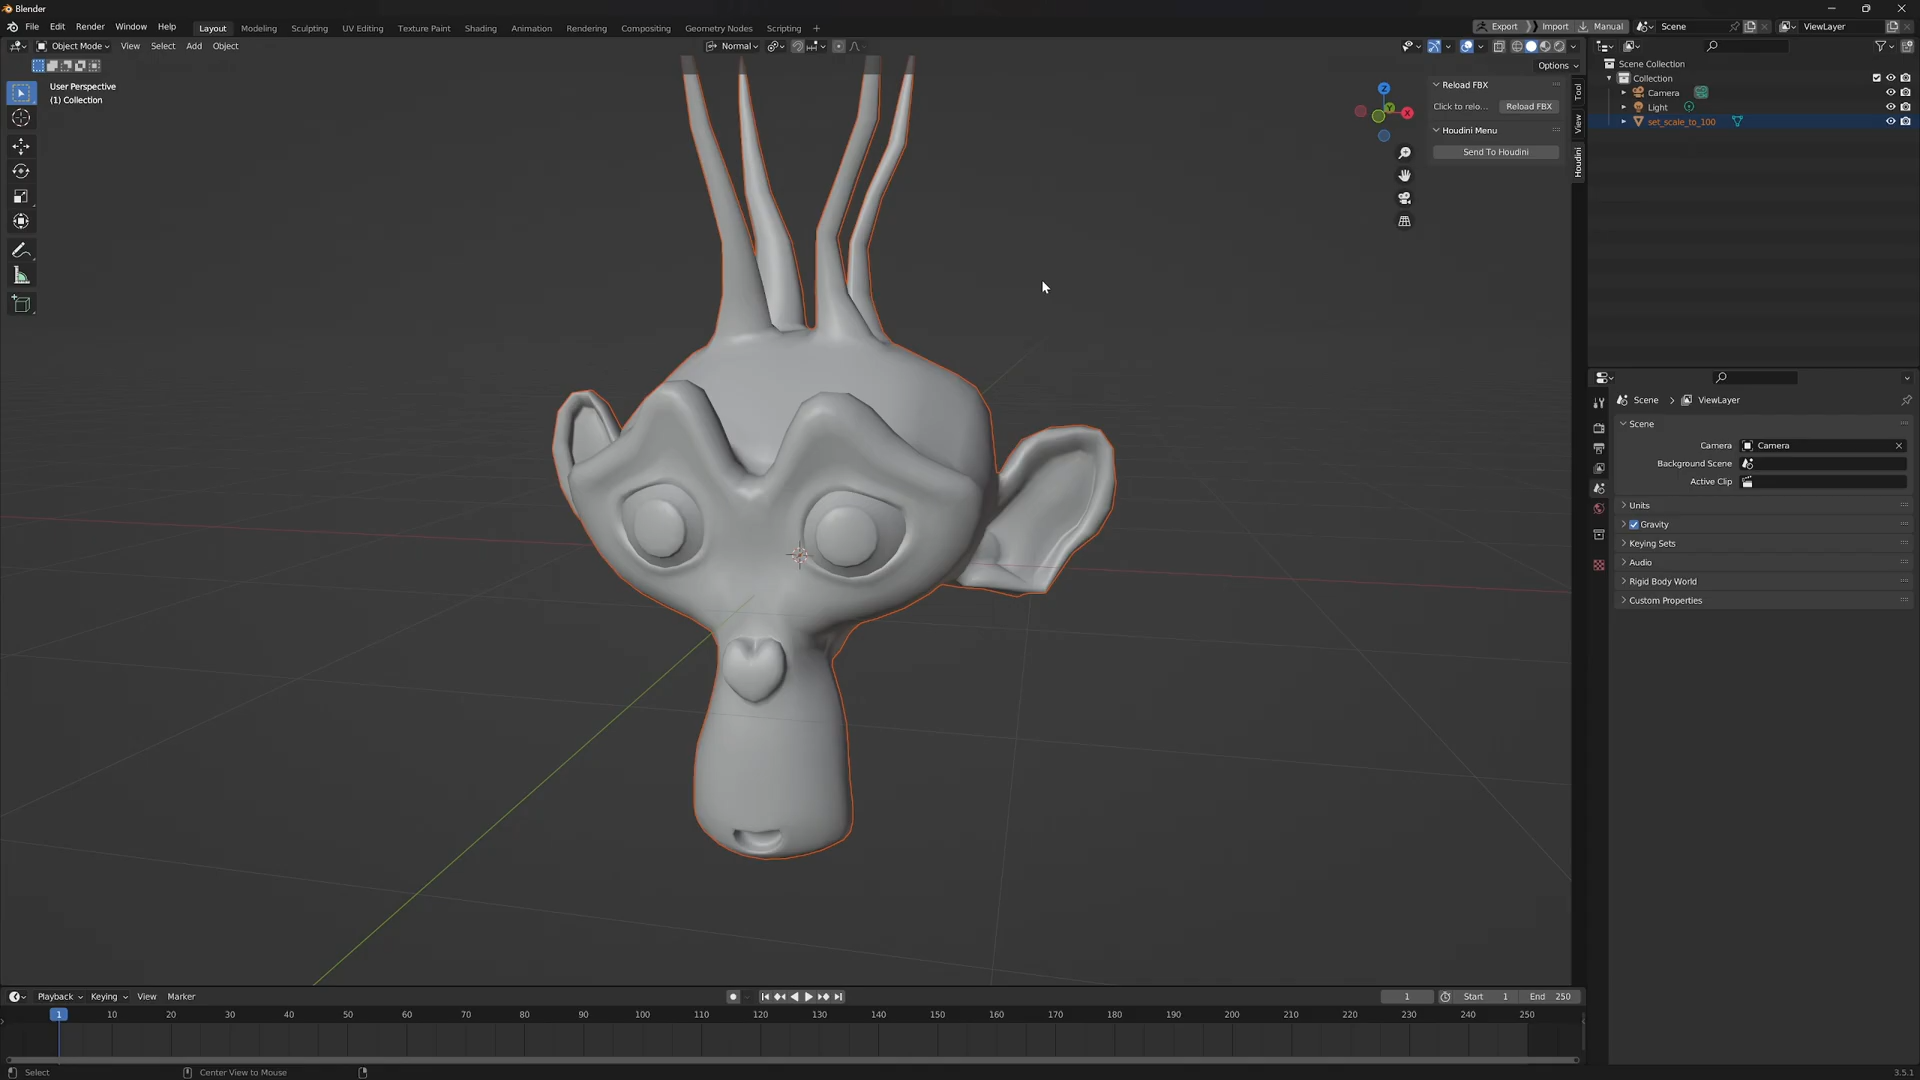 Blender
File Edit Render Window Help Layout Modeling Sculpting UV Editing Texture Paint Shading Animation Rendering Compositing Geometry Nodes Scripting +
Export Import Manual Scene ViewLayer
Object Mode View Select Add Object
Normal
Options
User Perspective
(1) Collection
Z
Y
X
Reload FBX
Click to relo... Reload FBX
Houdini Menu
Send To Houdini
Tool
View
Houdini
Scene Collection
Collection
Camera
Light
set_scale_to_100
Scene > ViewLayer
Scene
Camera Camera
Background Scene
Active Clip
Units
Gravity
Keying Sets
Audio
Rigid Body World
Custom Properties
Playback Keying View Marker
1 Start 1 End 250
1 10 20 30 40 50 60 70 80 90 100 110 120 130 140 150 160 170 180 190 200 210 220 230 240 250
Select Center View to Mouse 3.5.1